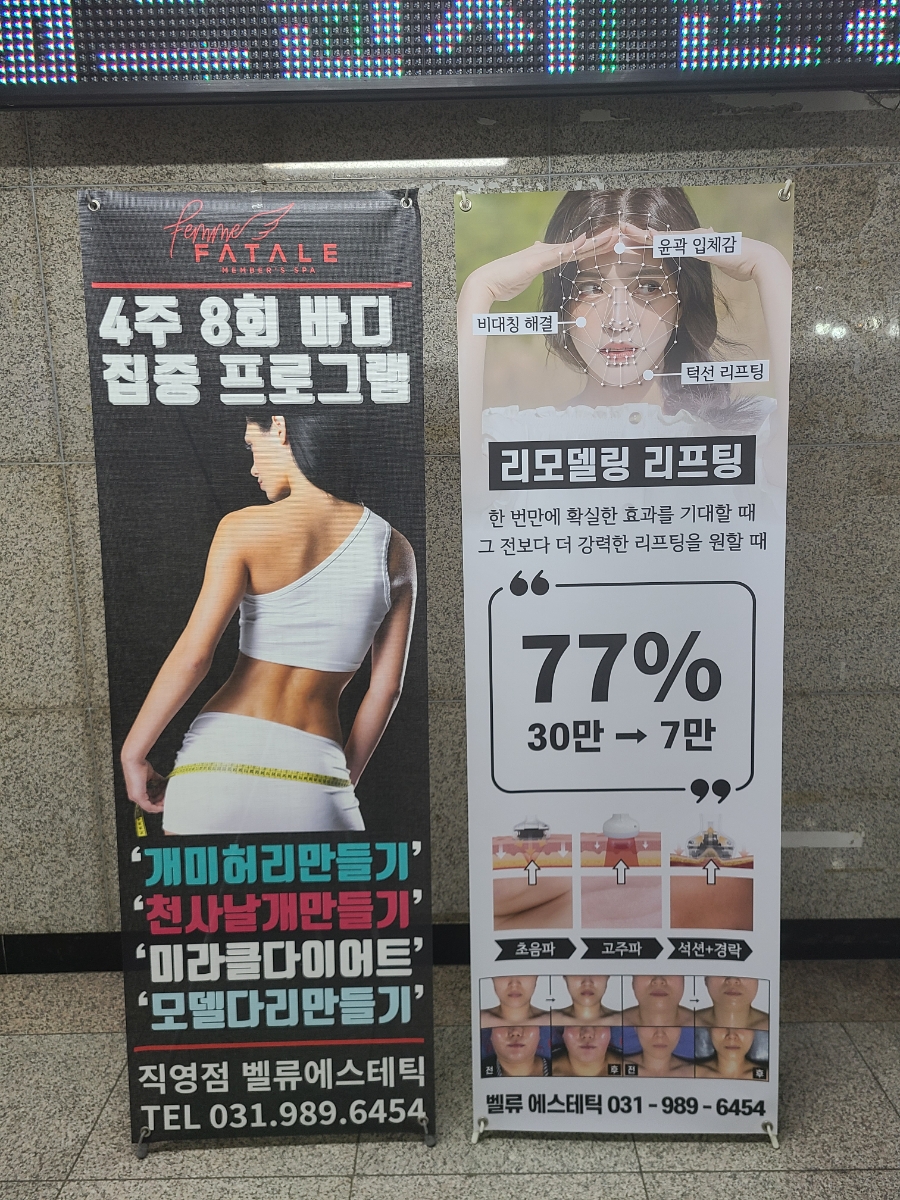 femme
FATALE
MEMBER'S SPA
4주 8회 바디
집중 프로그램
‘개미허리만들기’
‘천사날개만들기’
‘미라클다이어트’
‘모델다리만들기’
직영점 벨류에스테틱
TEL 031.989.6454
윤곽 입체감
비대칭 해결
턱선 리프팅
리모델링 리프팅
한 번만에 확실한 효과를 기대할 때
그 전보다 더 강력한 리프팅을 원할 때
“
77%
30만 → 7만
”
초음파 고주파 석션+경락
전 후 전 후
벨류 에스테틱 031 - 989 - 6454